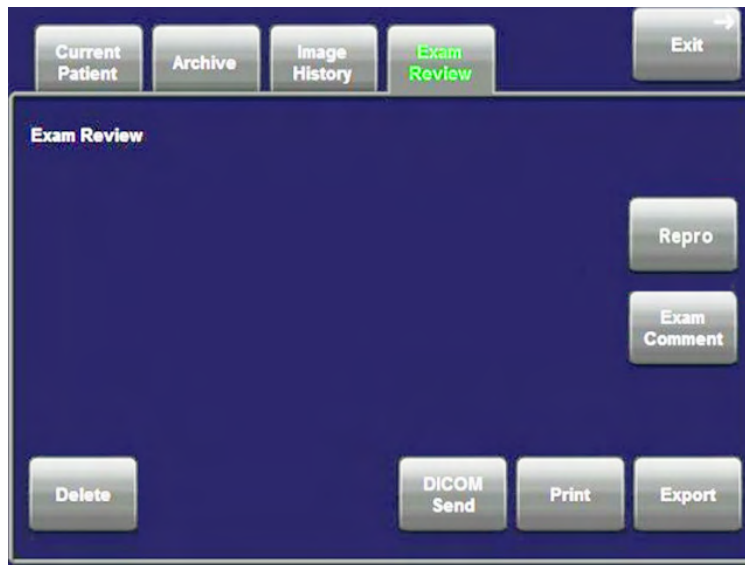 Current
Patient
Archive
Image
History
Exam
Review
Exit
Exam Review
Repro
Exam
Comment
Delete
DICOM
Send
Print
Export